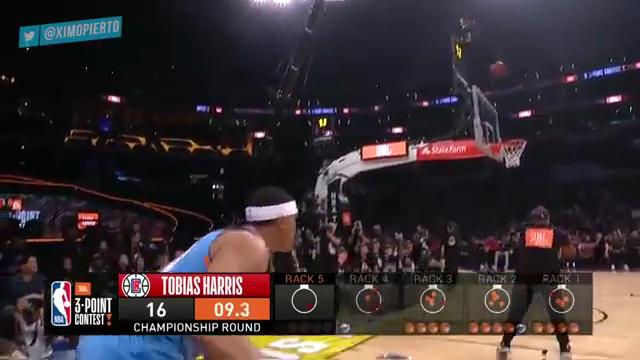 @XIMOPIERTO
State Farm
JBL
NBA
3-POINT
CONTEST
TOBIAS HARRIS
16
09.3
CHAMPIONSHIP ROUND
RACK 5
RACK 4
RACK 3
RACK 2
RACK 1